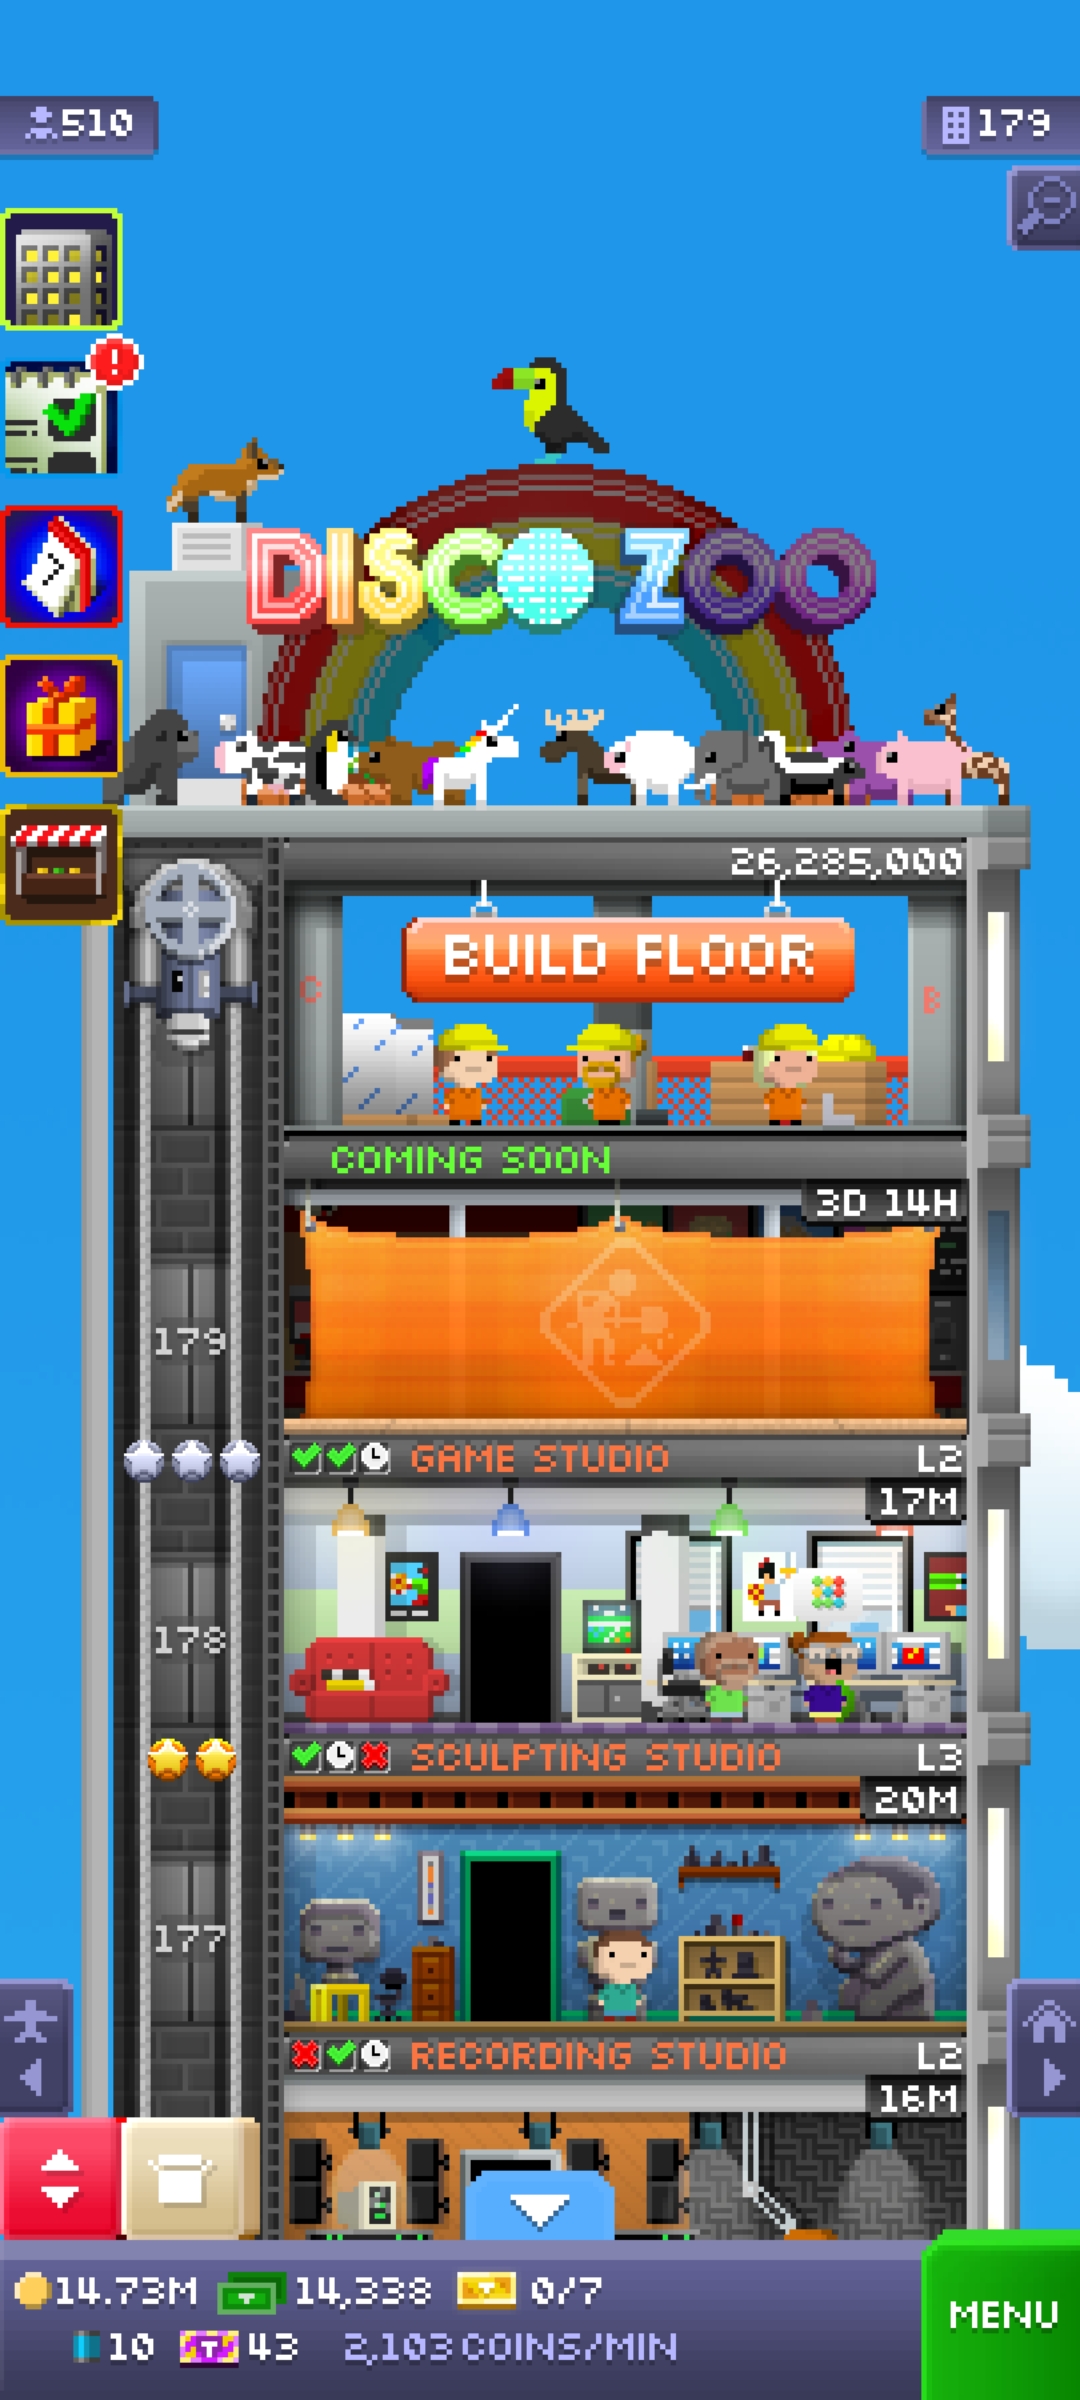 510
179
7
DISCO ZOO
26,285,000
BUILD FLOOR
C
B
COMING SOON
3D 14H
179
GAME STUDIO L2
17M
178
SCULPTING STUDIO L3
20M
177
RECORDING STUDIO L2
16M
14.73M 14,338 0/7
10 43 2,103 COINS/MIN
MENU